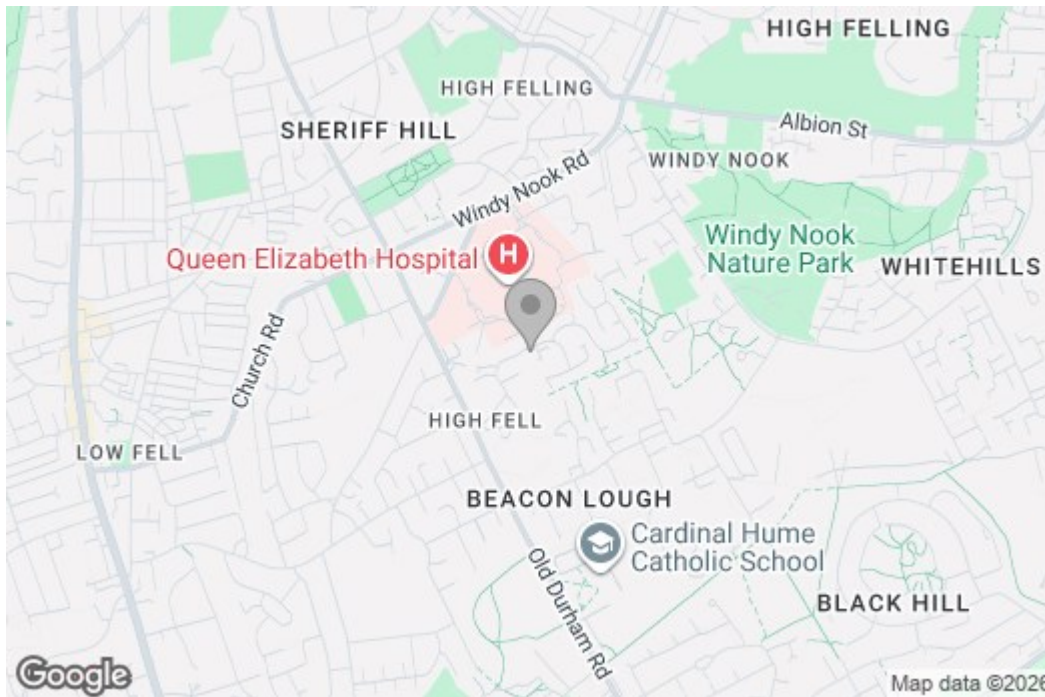 HIGH FELLING
HIGH FELLING
SHERIFF HILL
Albion St
WINDY NOOK
Windy Nook Rd
Queen Elizabeth Hospital
H
Windy Nook
Nature Park
WHITEHILLS
Church Rd
HIGH FELL
LOW FELL
BEACON LOUGH
Cardinal Hume
Catholic School
Old Durham Rd
BLACK HILL
Google
Map data ©2026